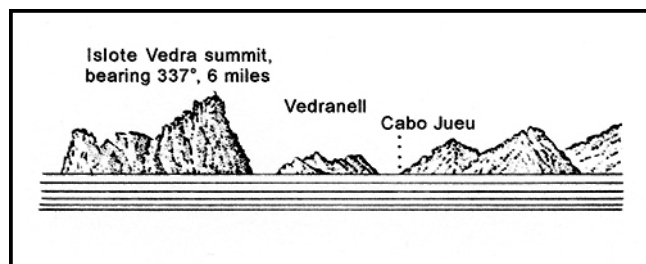 Islote Vedra summit,
bearing 337°, 6 miles
Vedranell
Cabo Jueu